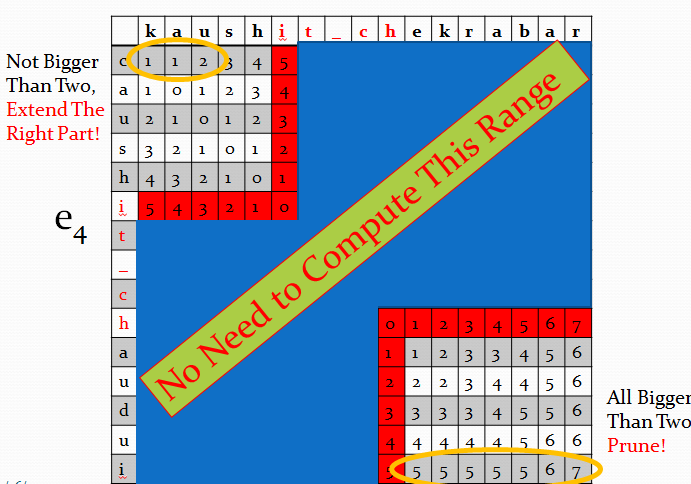 k a u s h i t _ c h e k r a b a r
Not Bigger
Than Two,
Extend The
Right Part!
c 1 1 2 3 4 5
a 1 0 1 2 3 4
u 2 1 0 1 2 3
s 3 2 1 0 1 2
h 4 3 2 1 0 1
i 5 4 3 2 1 0
e4
t
_
c
No Need to Compute This Range
h 0 1 2 3 4 5 6 7
a 1 1 2 3 3 4 5 6
u 2 2 2 3 4 4 5 6
d 3 3 3 3 4 5 5 6
u 4 4 4 4 4 5 6 6
i 5 5 5 5 5 6 7
All Bigger
Than Two
Prune!